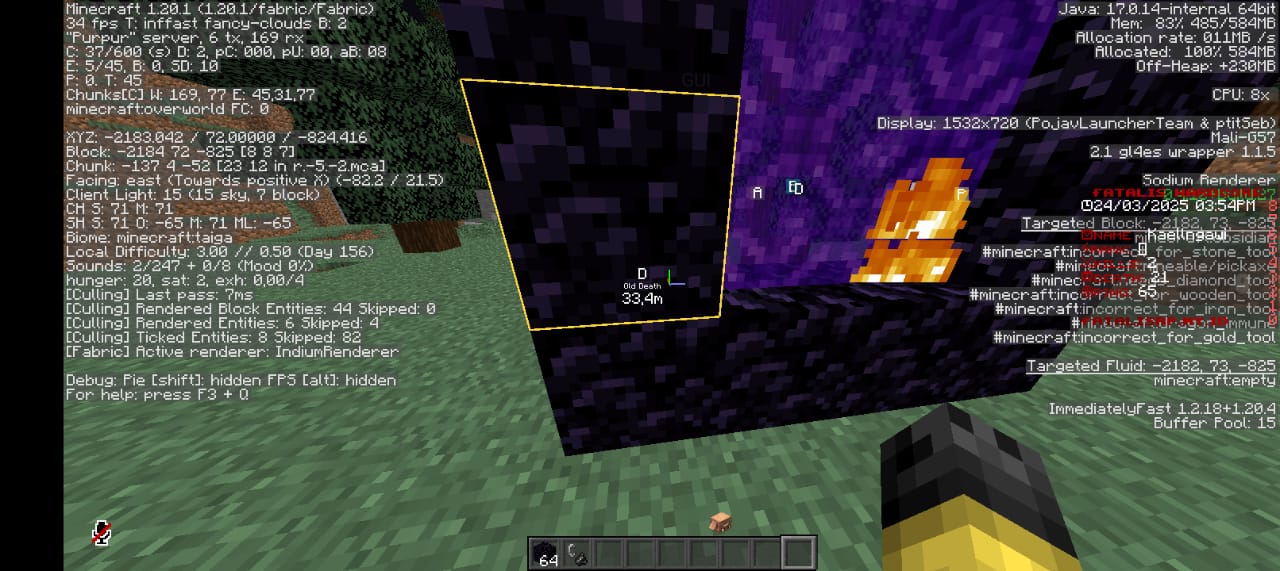 Minecraft 1.20.1 (1.20.1/fabric/Fabric)
34 fps T: inffast fancy-clouds B: 2
"Purpur" server, 6 tx, 169 rx
C: 37/600 (s) D: 2, pC: 000, pU: 00, aB: 08
E: 5/45, B: 0, SD: 10
P: 0. T: 45
Chunks[C] W: 169, 77 E: 45,31,77
minecraft:overworld FC: 0
XYZ: -2183.042 / 72.00000 / -824.416
Block: -2184 72 -825 [8 8 7]
Chunk: -137 4 -52 [23 12 in r.-5.-2.mca]
Facing: east (Towards positive X) (-82.2 / 21.5)
Client Light: 15 (15 sky, 7 block)
CH S: 71 M: 71
SH S: 71 O: -65 M: 71 ML: -65
Biome: minecraft:taiga
Local Difficulty: 3.00 // 0.50 (Day 156)
Sounds: 2/247 + 0/8 (Mood 0%)
hunger: 20, sat: 2, exh: 0,00/4
[Culling] Last pass: 7ms
[Culling] Rendered Block Entities: 44 Skipped: 0
[Culling] Rendered Entities: 6 Skipped: 4
[Culling] Ticked Entities: 8 Skipped: 82
[Fabric] Active renderer: IndiumRenderer
Debug: Pie [shift]: hidden FPS [alt]: hidden
For help: press F3 + Q
GUI
A
D
P
D
Old Death
33,4m
Java: 17.0.14-internal 64bit
Mem: 83% 485/584MB
Allocation rate: 011MB /s
Allocated: 100% 584MB
Off-Heap: +230MB
CPU: 8x
Display: 1532x720 (PojavLauncherTeam & ptitSeb)
Mali-G57
2.1 gl4es wrapper 1.1.5
Sodium Renderer
24/03/2025 03:54PM
Targeted Block: -2182, 73, -825
KaellAgawl
#minecraft:incorrect_for_stone_tool
#minecraft:mineable/pickaxe
21
65
#minecraft:incorrect_for_gold_tool
Targeted Fluid: -2182, 73, -825
minecraft:empty
ImmediatelyFast 1.2.18+1.20.4
Buffer Pool: 15
64